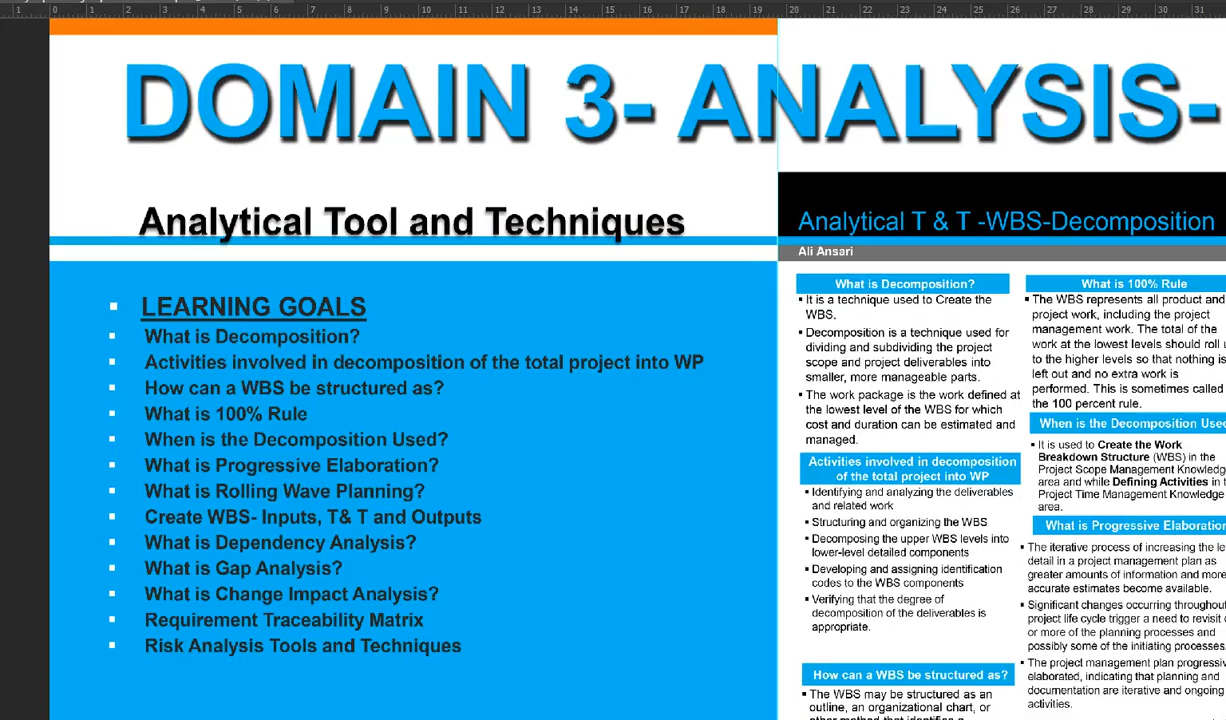 DOMAIN 3- ANALYSIS-
Analytical Tool and Techniques
LEARNING GOALS
What is Decomposition?
Activities involved in decomposition of the total project into WP
How can a WBS be structured as?
What is 100% Rule
When is the Decomposition Used?
What is Progressive Elaboration?
What is Rolling Wave Planning?
Create WBS- Inputs, T& T and Outputs
What is Dependency Analysis?
What is Gap Analysis?
What is Change Impact Analysis?
Requirement Traceability Matrix
Risk Analysis Tools and Techniques
Analytical T & T -WBS-Decomposition
Ali Ansari
What is Decomposition?
It is a technique used to Create the
WBS.
Decomposition is a technique used for
dividing and subdividing the project
scope and project deliverables into
smaller, more manageable parts.
The work package is the work defined at
the lowest level of the WBS for which
cost and duration can be estimated and
managed.
Activities involved in decomposition
of the total project into WP
Identifying and analyzing the deliverables
and related work
Structuring and organizing the WBS
Decomposing the upper WBS levels into
lower-level detailed components
Developing and assigning identification
codes to the WBS components
Verifying that the degree of
decomposition of the deliverables is
appropriate.
How can a WBS be structured as?
The WBS may be structured as an
outline, an organizational chart, or
What is 100% Rule
The WBS represents all product and
project work, including the project
management work. The total of the
work at the lowest levels should roll
to the higher levels so that nothing is
left out and no extra work is
performed. This is sometimes called
the 100 percent rule.
When is the Decomposition
It is used to Create the Work
Breakdown Structure (WBS) in the
Project Scope Management
area and while Defining Activities in
Project Time Management Knowledge
area.
What is Progressive
The iterative process of increasing the
detail in a project management plan as
greater amounts of information and more
accurate estimates become available.
Significant changes occurring throughout
project life cycle trigger a need to revisit
or more of the planning processes and
possibly some of the initiating processes.
The project management plan
elaborated, indicating that planning and
documentation are iterative and ongoing
activities.